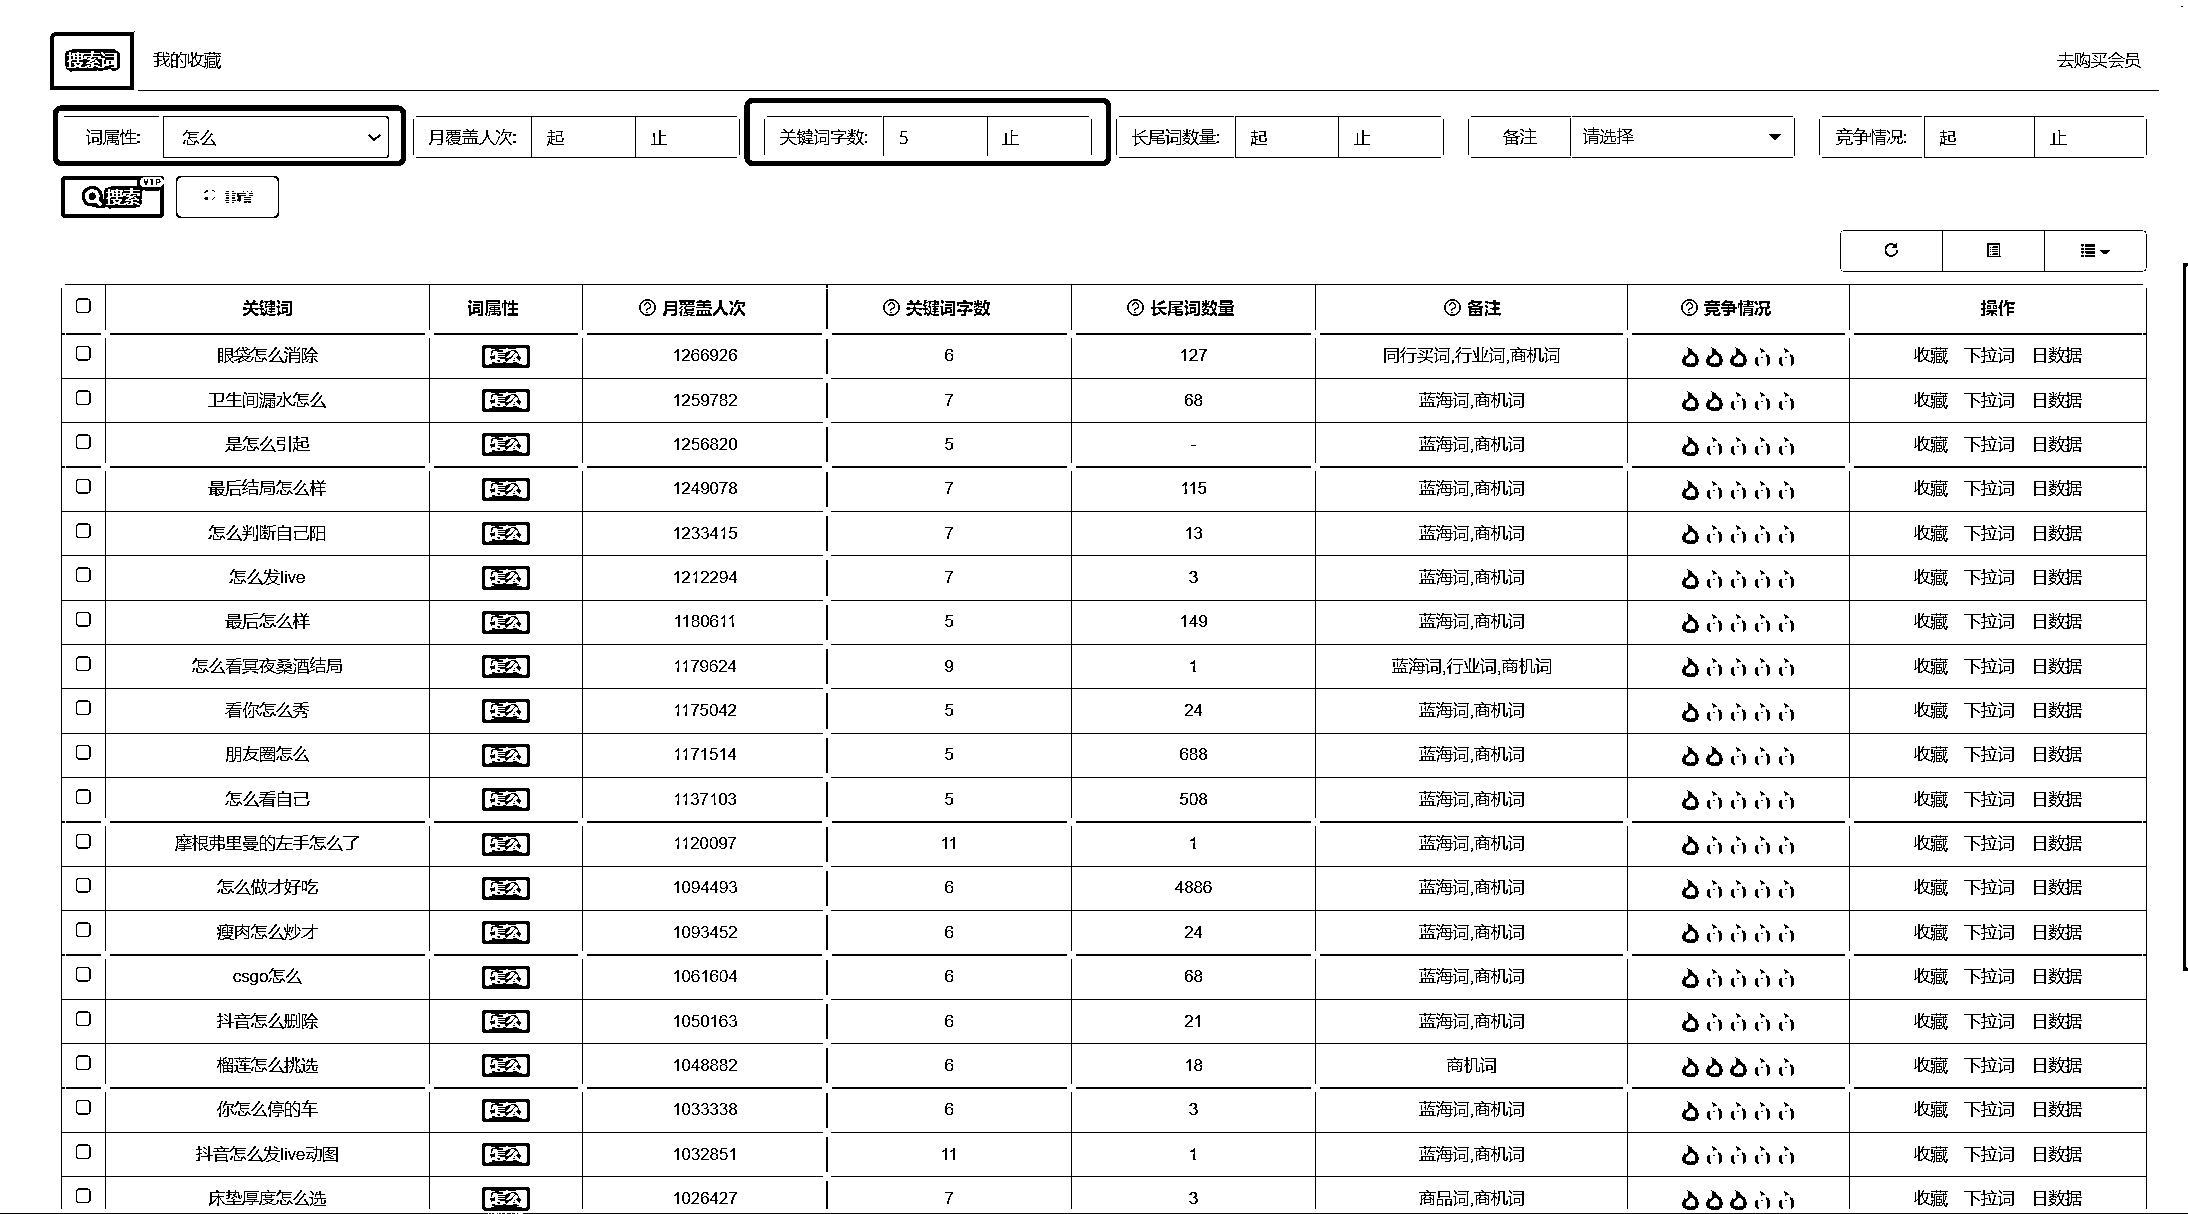 搜索词 我的收藏 去购买会员
词属性: 怎么 月覆盖人次: 起 止 关键词字数: 5 止 长尾词数量: 起 止 备注 请选择 竞争情况: 起 止
搜索 VIP 重置
关键词 词属性 月覆盖人次 关键词字数 长尾词数量 备注 竞争情况 操作
眼袋怎么消除 怎么 1266926 6 127 同行买词,行业词,商机词 收藏 下拉词 日数据
卫生间漏水怎么 怎么 1259782 7 68 蓝海词,商机词 收藏 下拉词 日数据
是怎么引起 怎么 1256820 5 - 蓝海词,商机词 收藏 下拉词 日数据
最后结局怎么样 怎么 1249078 7 115 蓝海词,商机词 收藏 下拉词 日数据
怎么判断自己阳 怎么 1233415 7 13 蓝海词,商机词 收藏 下拉词 日数据
怎么发live 怎么 1212294 7 3 蓝海词,商机词 收藏 下拉词 日数据
最后怎么样 怎么 1180611 5 149 蓝海词,商机词 收藏 下拉词 日数据
怎么看冥夜桑酒结局 怎么 1179624 9 1 蓝海词,行业词,商机词 收藏 下拉词 日数据
看你怎么秀 怎么 1175042 5 24 蓝海词,商机词 收藏 下拉词 日数据
朋友圈怎么 怎么 1171514 5 688 蓝海词,商机词 收藏 下拉词 日数据
怎么看自己 怎么 1137103 5 508 蓝海词,商机词 收藏 下拉词 日数据
摩根弗里曼的左手怎么了 怎么 1120097 11 1 蓝海词,商机词 收藏 下拉词 日数据
怎么做才好吃 怎么 1094493 6 4886 蓝海词,商机词 收藏 下拉词 日数据
瘦肉怎么炒才 怎么 1093452 6 24 蓝海词,商机词 收藏 下拉词 日数据
csgo怎么 怎么 1061604 6 68 蓝海词,商机词 收藏 下拉词 日数据
抖音怎么删除 怎么 1050163 6 21 蓝海词,商机词 收藏 下拉词 日数据
榴莲怎么挑选 怎么 1048882 6 18 商机词 收藏 下拉词 日数据
你怎么停的车 怎么 1033338 6 3 蓝海词,商机词 收藏 下拉词 日数据
抖音怎么发live动图 怎么 1032851 11 1 蓝海词,商机词 收藏 下拉词 日数据
床垫厚度怎么选 怎么 1026427 7 3 商品词,商机词 收藏 下拉词 日数据